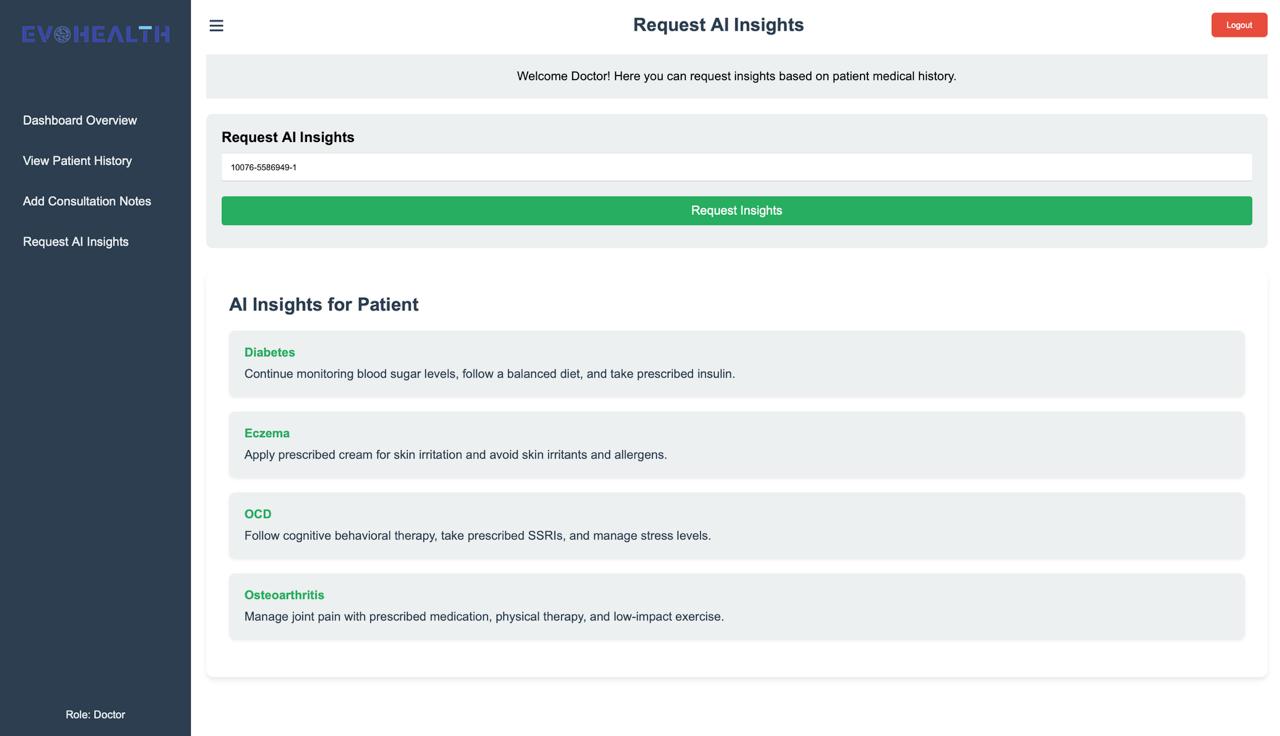 EVOHEALTH
Request AI Insights
Logout
Welcome Doctor! Here you can request insights based on patient medical history.
Dashboard Overview
View Patient History
Add Consultation Notes
Request AI Insights
Role: Doctor
Request AI Insights
10076-5586949-1
Request Insights
AI Insights for Patient
Diabetes
Continue monitoring blood sugar levels, follow a balanced diet, and take prescribed insulin.
Eczema
Apply prescribed cream for skin irritation and avoid skin irritants and allergens.
OCD
Follow cognitive behavioral therapy, take prescribed SSRIs, and manage stress levels.
Osteoarthritis
Manage joint pain with prescribed medication, physical therapy, and low-impact exercise.